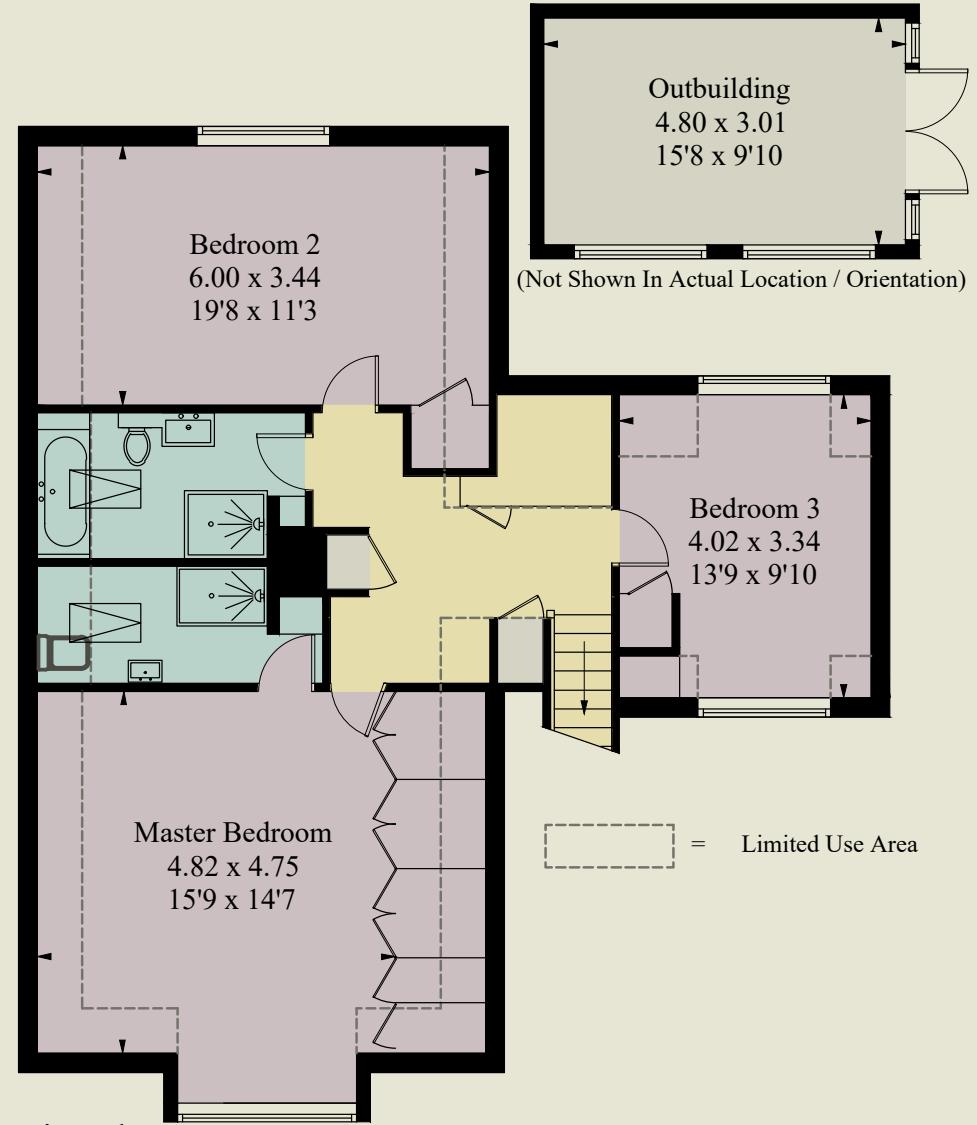 Outbuilding
4.80 x 3.01
15'8 x 9'10
(Not Shown In Actual Location / Orientation)
Bedroom 2
6.00 x 3.44
19'8 x 11'3
Bedroom 3
4.02 x 3.34
13'9 x 9'10
Master Bedroom
4.82 x 4.75
15'9 x 14'7
= Limited Use Area